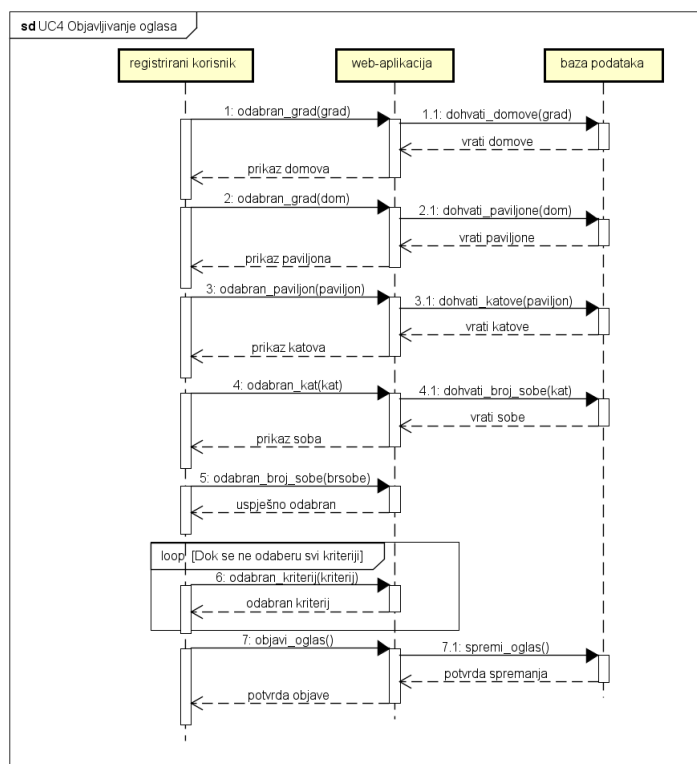 sd UC4 Objavljivanje oglasa
registrirani korisnik
web-aplikacija
baza podataka
1: odabran_grad(grad)
1.1: dohvati_domove(grad)
vrati domove
prikaz domova
2: odabran_grad(dom)
2.1: dohvati_paviljone(dom)
vrati paviljone
prikaz paviljona
3: odabran_paviljon(paviljon)
3.1: dohvati_katove(paviljon)
vrati katove
prikaz katova
4: odabran_kat(kat)
4.1: dohvati_broj_sobe(kat)
vrati sobe
prikaz soba
5: odabran_broj_sobe(brsobe)
uspješno odabran
loop [Dok se ne odaberu svi kriteriji]
6: odabran_kriterij(kriterij)
odabran kriterij
7: objavi_oglas()
7.1: spremi_oglas()
potvrda spremanja
potvrda objave